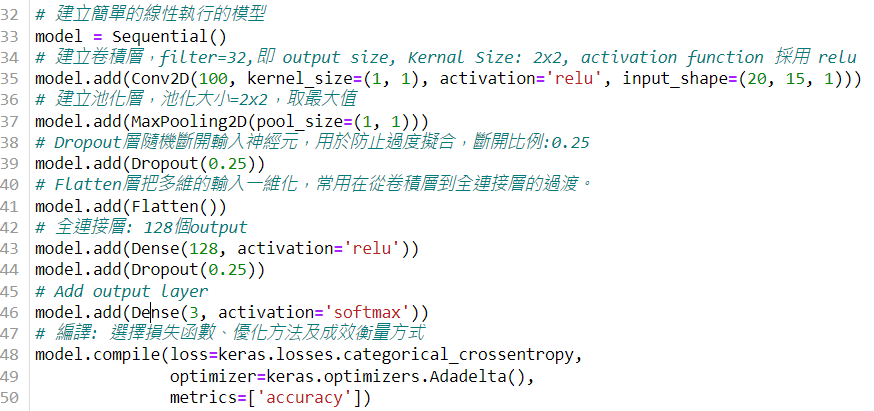 32 # 建立簡單的線性執行的模型
33 model = Sequential()
34 # 建立卷積層，filter=32,即 output size, Kernal Size: 2x2, activation function 採用 relu
35 model.add(Conv2D(100, kernel_size=(1, 1), activation='relu', input_shape=(20, 15, 1)))
36 # 建立池化層，池化大小=2x2，取最大值
37 model.add(MaxPooling2D(pool_size=(1, 1)))
38 # Dropout層隨機斷開輸入神經元，用於防止過度擬合，斷開比例:0.25
39 model.add(Dropout(0.25))
40 # Flatten層把多維的輸入一維化，常用在從卷積層到全連接層的過渡。
41 model.add(Flatten())
42 # 全連接層: 128個output
43 model.add(Dense(128, activation='relu'))
44 model.add(Dropout(0.25))
45 # Add output layer
46 model.add(Dense(3, activation='softmax'))
47 # 編譯: 選擇損失函數、優化方法及成效衡量方式
48 model.compile(loss=keras.losses.categorical_crossentropy,
49 optimizer=keras.optimizers.Adadelta(),
50 metrics=['accuracy'])